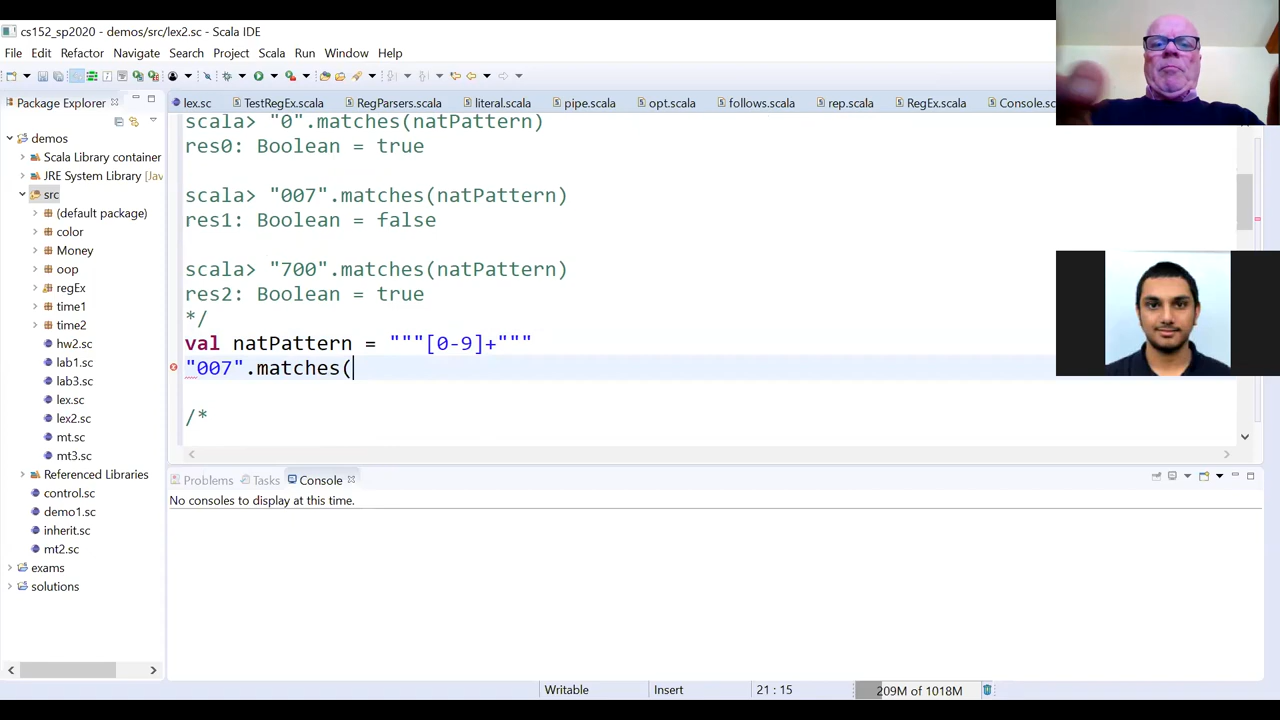 cs152_sp2020 - demos/src/lex2.sc - Scala IDE
File Edit Refactor Navigate Search Project Scala Run Window Help
Package Explorer
lex.sc TestRegEx.scala RegParsers.scala literal.scala pipe.scala opt.scala follows.scala rep.scala RegEx.scala Console.sc
demos
Scala Library container
JRE System Library [Jav
src
(default package)
color
Money
oop
regEx
time1
time2
hw2.sc
lab1.sc
lab3.sc
lex.sc
lex2.sc
mt.sc
mt3.sc
Referenced Libraries
control.sc
demo1.sc
inherit.sc
mt2.sc
exams
solutions
scala> "0".matches(natPattern)
res0: Boolean = true
scala> "007".matches(natPattern)
res1: Boolean = false
scala> "700".matches(natPattern)
res2: Boolean = true
*/
val natPattern = """[0-9]+"""
"007".matches(
/*
Problems Tasks Console
No consoles to display at this time.
Writable Insert 21 : 15 209M of 1018M